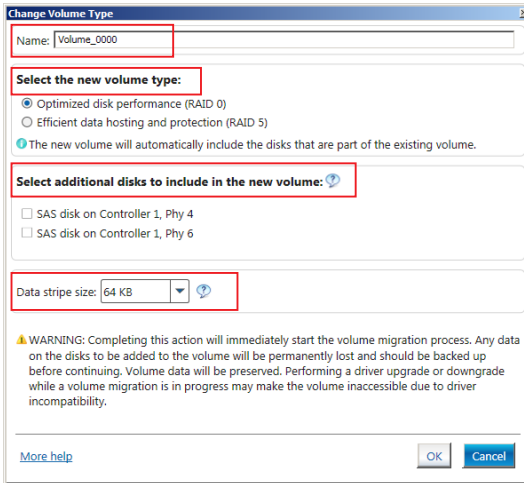 Change Volume Type
Name: Volume_0000
Select the new volume type:
Optimized disk performance (RAID 0)
Efficient data hosting and protection (RAID 5)
The new volume will automatically include the disks that are part of the existing volume.
Select additional disks to include in the new volume:
SAS disk on Controller 1, Phy 4
SAS disk on Controller 1, Phy 6
Data stripe size: 64 KB
WARNING: Completing this action will immediately start the volume migration process. Any data
on the disks to be added to the volume will be permanently lost and should be backed up
before continuing. Volume data will be preserved. Performing a driver upgrade or downgrade
while a volume migration is in progress may make the volume inaccessible due to driver
incompatibility.
More help
OK
Cancel